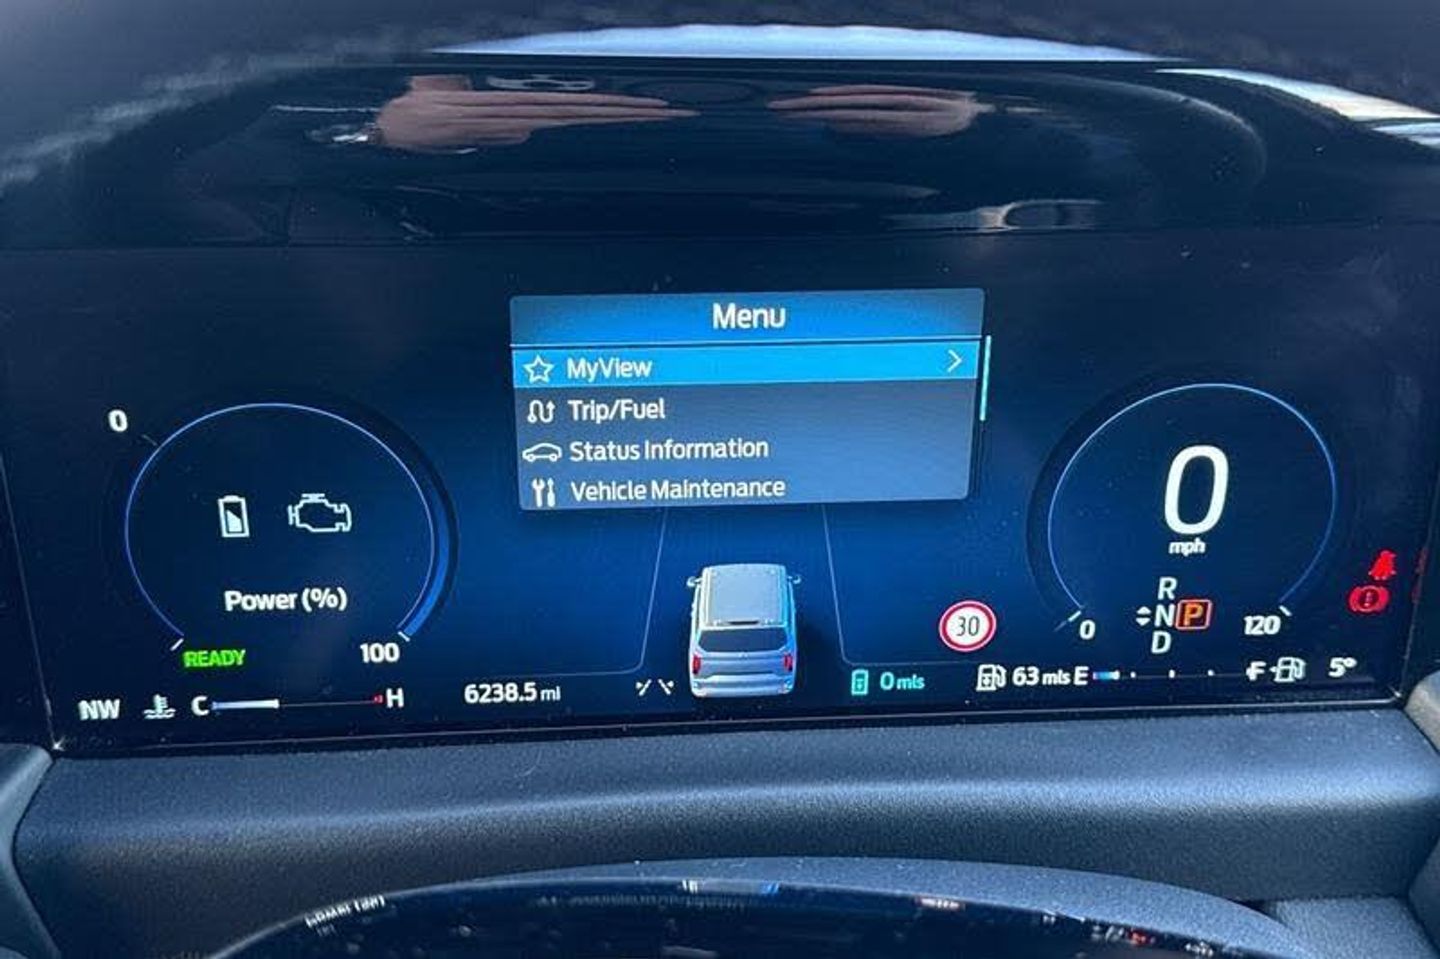 Menu
MyView
Trip/Fuel
Status Information
Vehicle Maintenance
0
Power (%)
READY
100
NW
C
H
6238.5 mi
0 mls
63 mls E
F
5°
30
0
mph
R
N P
D
0
120